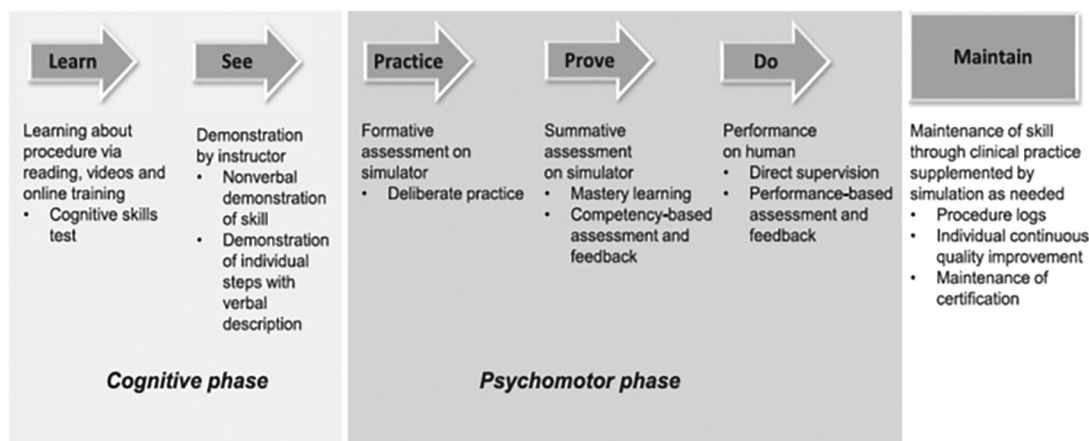 Learn
Learning about
procedure via
reading, videos and
online training
• Cognitive skills
test
See
Demonstration
by instructor
• Nonverbal
demonstration
of skill
• Demonstration
of individual
steps with
verbal
description
Cognitive phase
Practice
Formative
assessment on
simulator
• Deliberate practice
Prove
Summative
assessment
on simulator
• Mastery learning
• Competency-based
assessment and
feedback
Do
Performance
on human
• Direct supervision
• Performance-based
assessment and
feedback
Psychomotor phase
Maintain
Maintenance of skill
through clinical practice
supplemented by
simulation as needed
• Procedure logs
• Individual continuous
quality improvement
• Maintenance of
certification